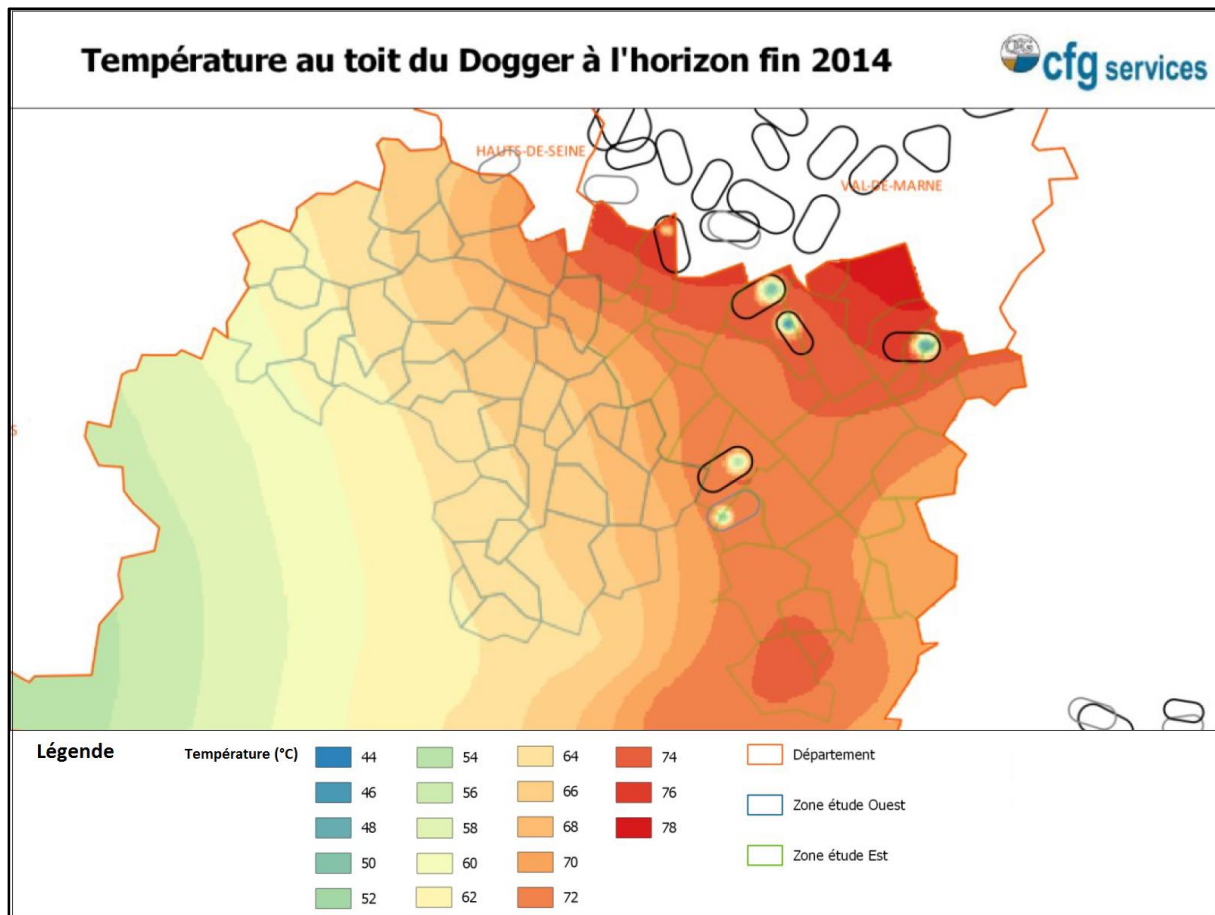 Température au toit du Dogger à l'horizon fin 2014
CFG
cfg services
HAUTS-DE-SEINE
VAL-DE-MARNE
S
Légende
Température (°C)
44
46
48
50
52
54
56
58
60
62
64
66
68
70
72
74
76
78
Département
Zone étude Ouest
Zone étude Est